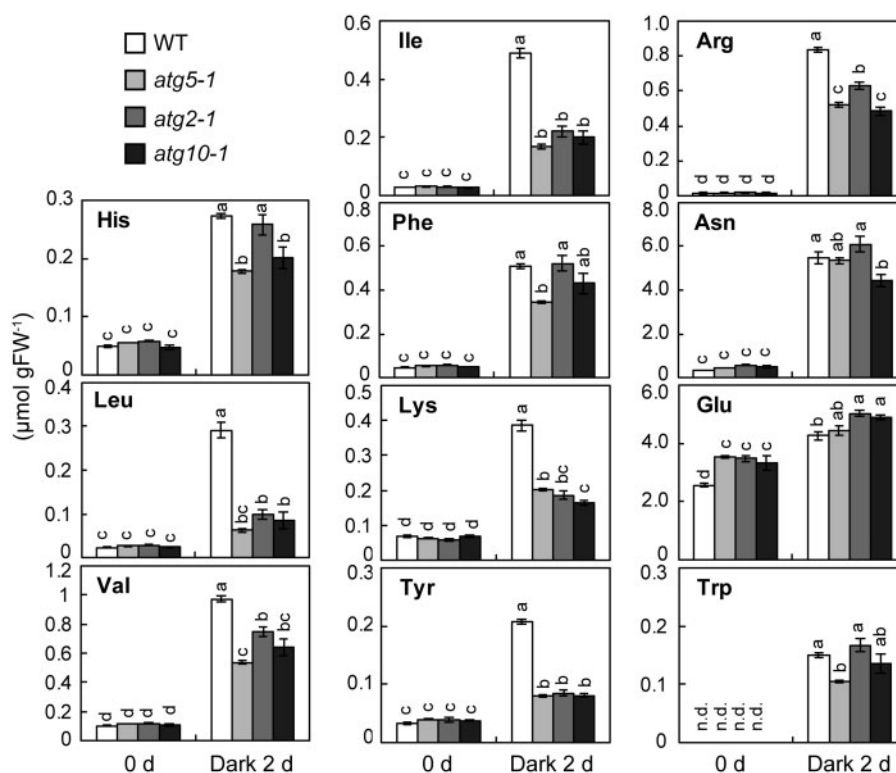 WT
atg5-1
atg2-1
atg10-1
(μmol gFW⁻¹)
His
0.3
0.2
0.1
0
c c c c
a b a b
Leu
0.4
0.3
0.2
0.1
0
c c c c
a bc b b
Val
1.2
1
0.8
0.6
0.4
0.2
0
d d d d
a c b bc
0 d Dark 2 d
Ile
0.6
0.4
0.2
0
c c c c
a b b b
Phe
0.8
0.6
0.4
0.2
0
c c c c
a b a ab
Lys
0.5
0.4
0.3
0.2
0.1
0
d d d d
a b bc c
Tyr
0.3
0.2
0.1
0
c c c c
a b b b
0 d Dark 2 d
Arg
1.0
0.8
0.6
0.4
0.2
0
d d d d
a c b c
Asn
8.0
6.0
4.0
2.0
0
c c c c
a ab a b
Glu
6.0
4.0
2.0
0
d c c c
b ab a a
Trp
0.3
0.2
0.1
0
n.d. n.d. n.d. n.d.
a b a ab
0 d Dark 2 d